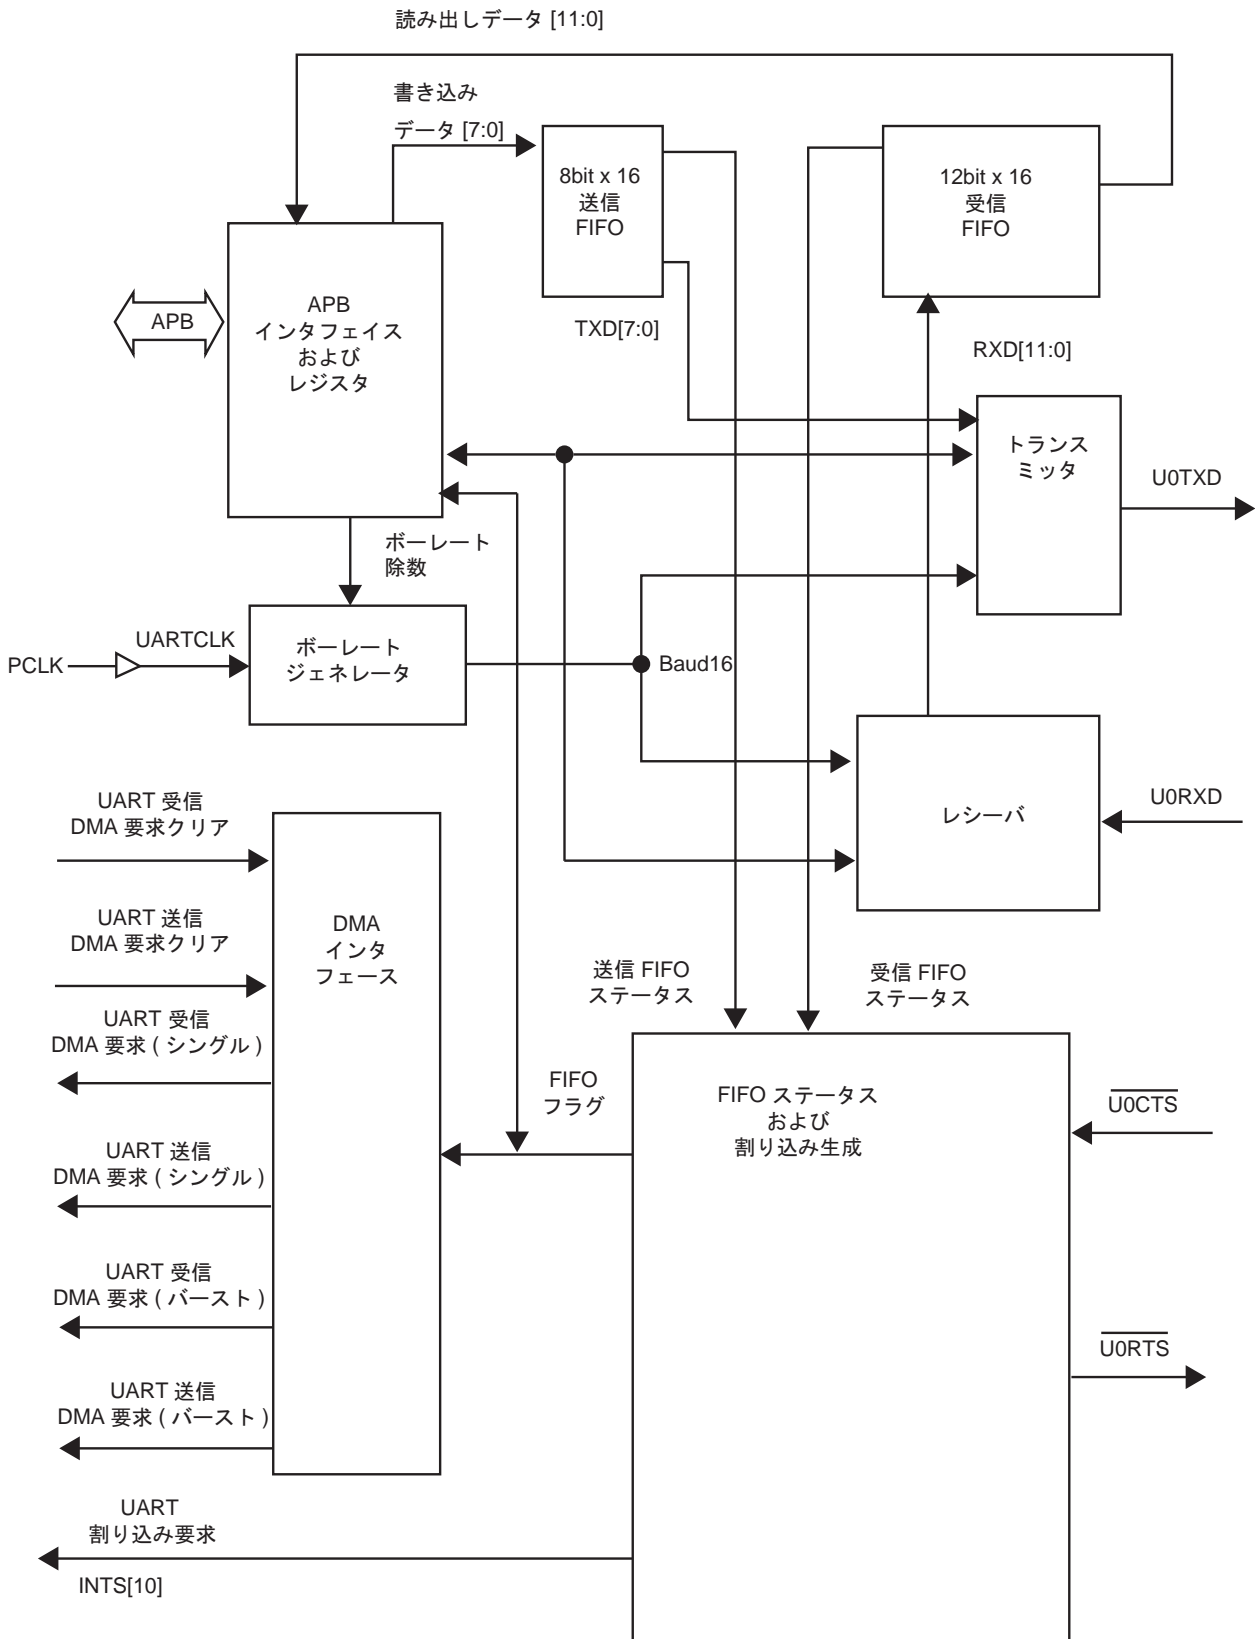 読み出しデータ [11:0]
書き込み
データ [7:0]
8bit x 16
送信
FIFO
12bit x 16
受信
FIFO
APB
APB
インタフェイス
および
レジスタ
TXD[7:0]
RXD[11:0]
トランス
ミッタ
U0TXD
ボーレート
除数
PCLK
UARTCLK
ボーレート
ジェネレータ
Baud16
レシーバ
U0RXD
UART 受信
DMA 要求クリア
UART 送信
DMA 要求クリア
DMA
インタ
フェース
送信 FIFO
ステータス
受信 FIFO
ステータス
UART 受信
DMA 要求 ( シングル )
FIFO
フラグ
FIFO ステータス
および
割り込み生成
U0CTS
UART 送信
DMA 要求 ( シングル )
UART 受信
DMA 要求 ( バースト )
U0RTS
UART 送信
DMA 要求 ( バースト )
UART
割り込み要求
INTS[10]